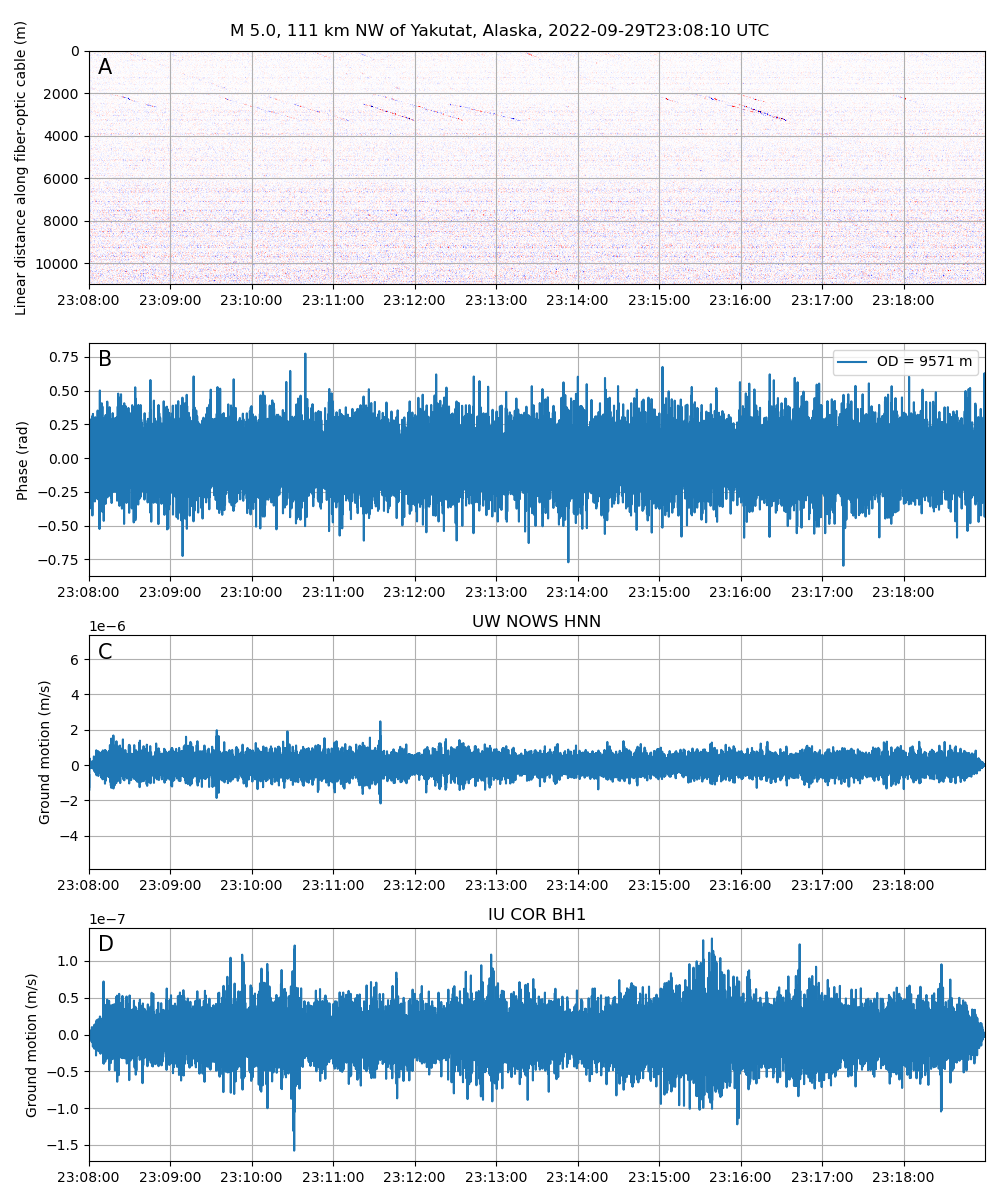 M 5.0, 111 km NW of Yakutat, Alaska, 2022-09-29T23:08:10 UTC
Linear distance along fiber-optic cable (m)
A
0
2000
4000
6000
8000
10000
23:08:00 23:09:00 23:10:00 23:11:00 23:12:00 23:13:00 23:14:00 23:15:00 23:16:00 23:17:00 23:18:00
Phase (rad)
B
OD = 9571 m
0.75
0.50
0.25
0.00
−0.25
−0.50
−0.75
23:08:00 23:09:00 23:10:00 23:11:00 23:12:00 23:13:00 23:14:00 23:15:00 23:16:00 23:17:00 23:18:00
UW NOWS HNN
1e−6
Ground motion (m/s)
C
6
4
2
0
−2
−4
23:08:00 23:09:00 23:10:00 23:11:00 23:12:00 23:13:00 23:14:00 23:15:00 23:16:00 23:17:00 23:18:00
IU COR BH1
1e−7
Ground motion (m/s)
D
1.0
0.5
0.0
−0.5
−1.0
−1.5
23:08:00 23:09:00 23:10:00 23:11:00 23:12:00 23:13:00 23:14:00 23:15:00 23:16:00 23:17:00 23:18:00